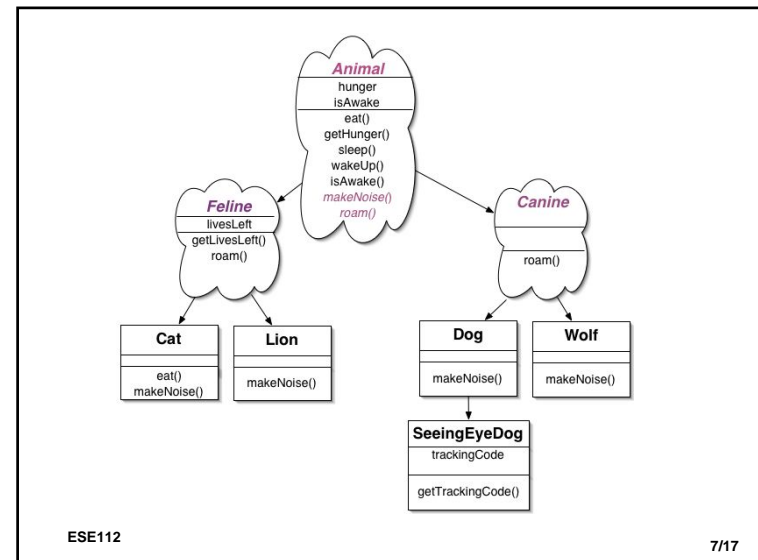 Animal
hunger
isAwake
eat()
getHunger()
sleep()
wakeUp()
isAwake()
makeNoise()
roam()
Feline
livesLeft
getLivesLeft()
roam()
Canine
roam()
Cat
eat()
makeNoise()
Lion
makeNoise()
Dog
makeNoise()
Wolf
makeNoise()
SeeingEyeDog
trackingCode
getTrackingCode()
ESE112
7/17